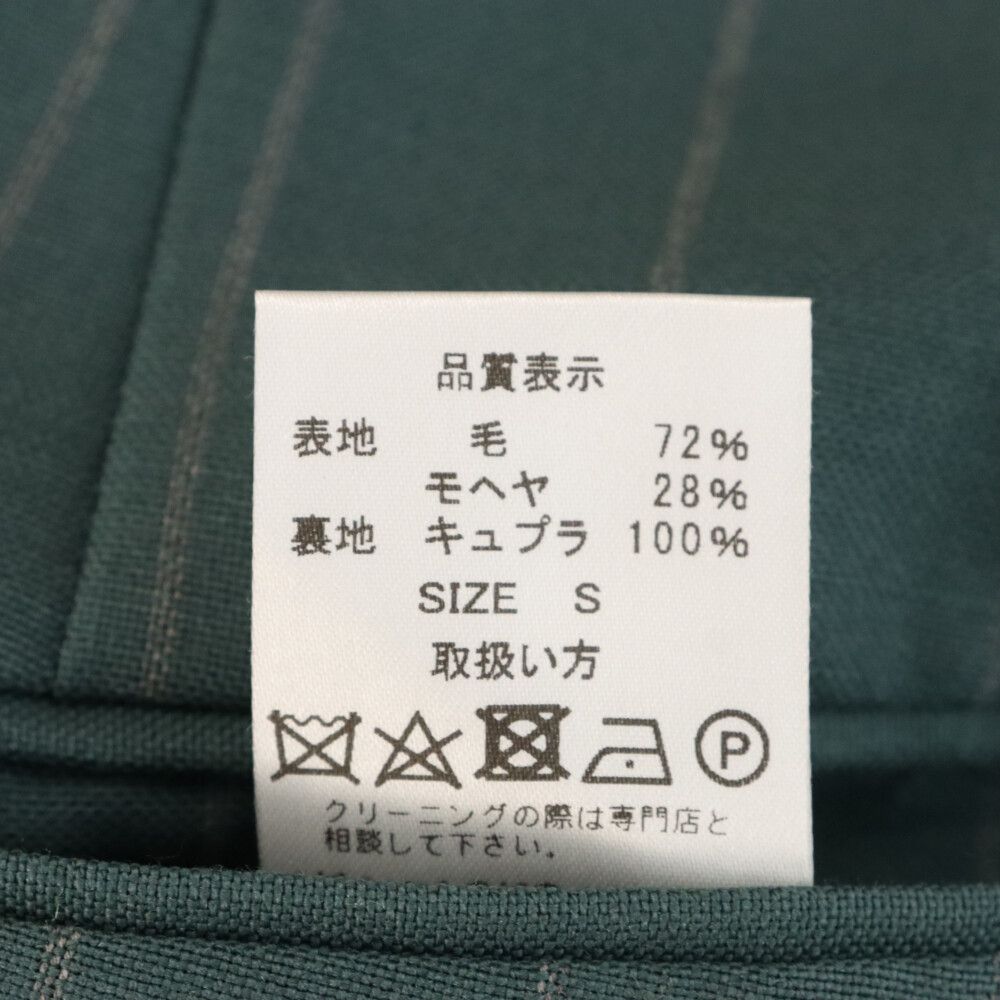 品質表示
表地 毛 72%
モヘヤ 28%
裏地 キュプラ 100%
SIZE S
取扱い方
P
クリーニングの際は専門店と
相談して下さい.